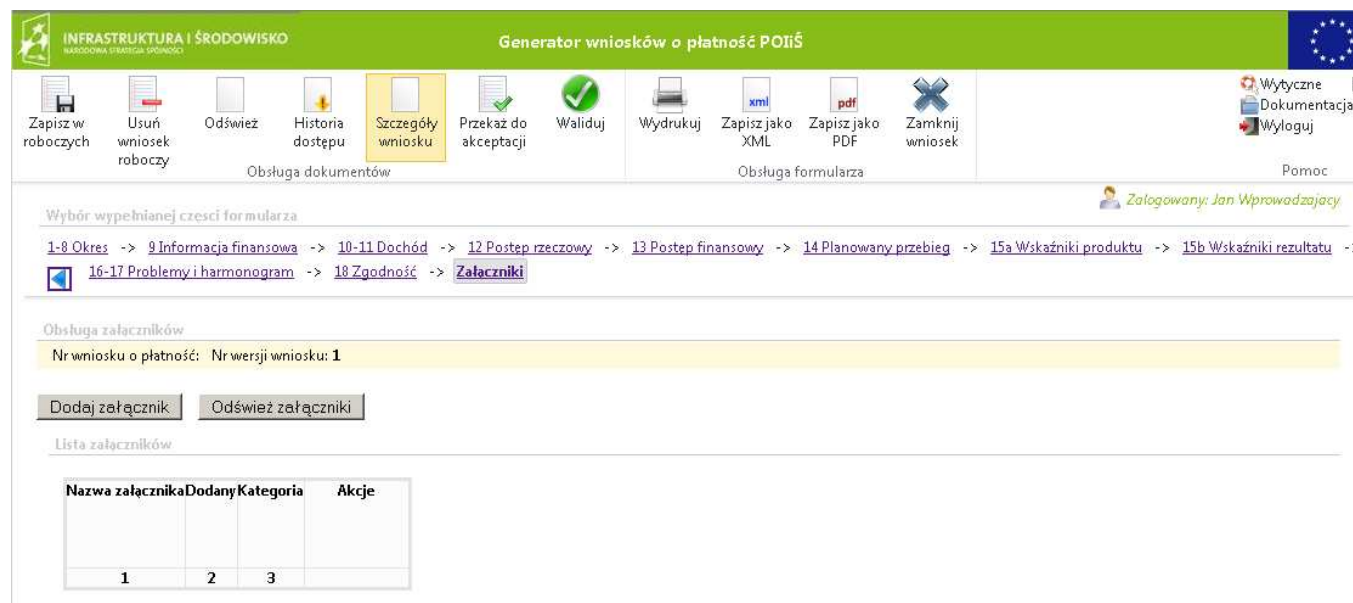 INFRASTRUKTURA I ŚRODOWISKO
NARODOWA STRATEGIA SPÓJNOŚCI
Generator wniosków o płatność POIiŚ
Zapisz w roboczych
Usuń wniosek roboczy
Odśwież
Historia dostępu
Szczegóły wniosku
Przekaż do akceptacji
Waliduj
Obsługa dokumentów
Wydrukuj
xml
Zapisz jako XML
pdf
Zapisz jako PDF
Zamknij wniosek
Obsługa formularza
Wytyczne
Dokumentacja
Wyloguj
Pomoc
Zalogowany: Jan Wprowadzajacy
Wybór wypełnianej częsci formularza
1-8 Okres -> 9 Informacja finansowa -> 10-11 Dochód -> 12 Postęp rzeczowy -> 13 Postęp finansowy -> 14 Planowany przebieg -> 15a Wskaźniki produktu -> 15b Wskaźniki rezultatu ->
16-17 Problemy i harmonogram -> 18 Zgodność -> Załączniki
Obsługa załączników
Nr wniosku o płatność: Nr wersji wniosku: 1
Dodaj załącznik Odśwież załączniki
Lista załączników
Nazwa załącznika Dodany Kategoria Akcje
1 2 3